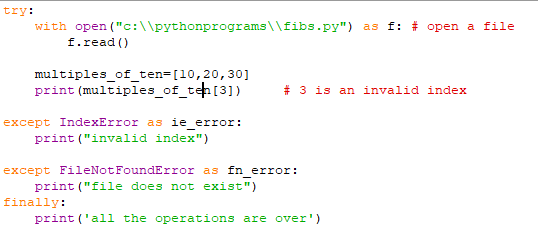 try:
    with open("c:\\pythonprograms\\fibs.py") as f: # open a file
        f.read()
    multiples_of_ten=[10,20,30]
    print(multiples_of_ten[3])     # 3 is an invalid index
except IndexError as ie_error:
    print("invalid index")
except FileNotFoundError as fn_error:
    print("file does not exist")
finally:
    print('all the operations are over')